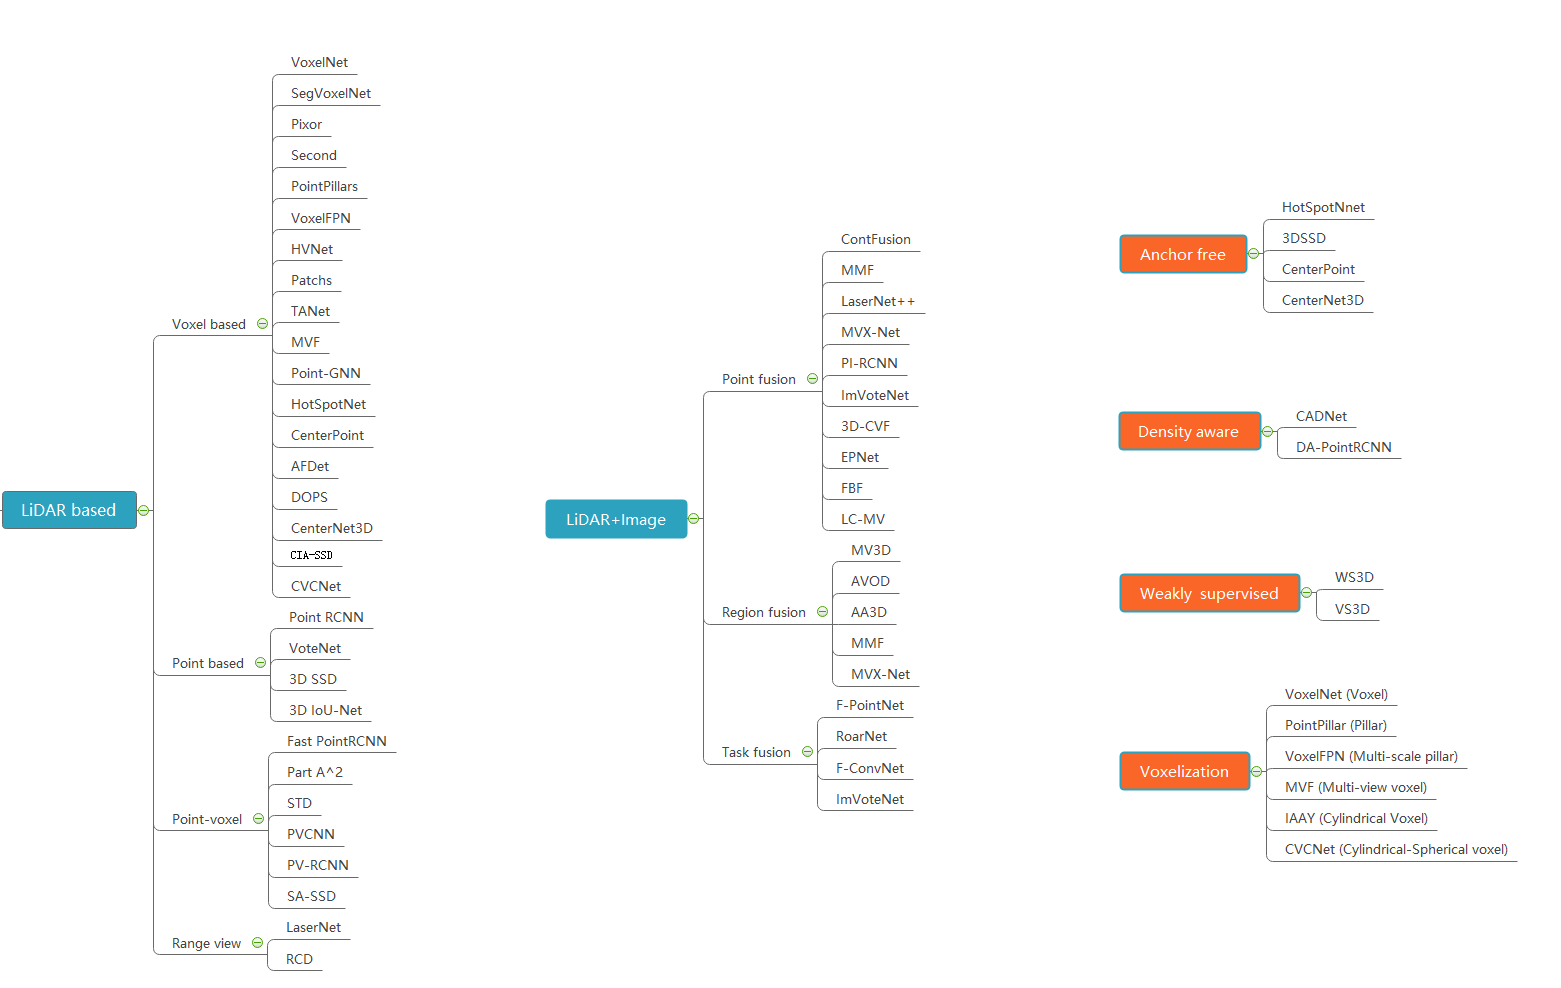 LiDAR based
Voxel based
VoxelNet
SegVoxelNet
Pixor
Second
PointPillars
VoxelFPN
HVNet
Patchs
TANet
MVF
Point-GNN
HotSpotNet
CenterPoint
AFDet
DOPS
CenterNet3D
CIA-SSD
CVCNet
Point based
Point RCNN
VoteNet
3D SSD
3D IoU-Net
Point-voxel
Fast PointRCNN
Part A^2
STD
PVCNN
PV-RCNN
SA-SSD
Range view
LaserNet
RCD
LiDAR+Image
Point fusion
ContFusion
MMF
LaserNet++
MVX-Net
PI-RCNN
ImVoteNet
3D-CVF
EPNet
FBF
LC-MV
Region fusion
MV3D
AVOD
AA3D
MMF
MVX-Net
Task fusion
F-PointNet
RoarNet
F-ConvNet
ImVoteNet
Anchor free
HotSpotNnet
3DSSD
CenterPoint
CenterNet3D
Density aware
CADNet
DA-PointRCNN
Weakly  supervised
WS3D
VS3D
Voxelization
VoxelNet (Voxel)
PointPillar (Pillar)
VoxelFPN (Multi-scale pillar)
MVF (Multi-view voxel)
IAAY (Cylindrical Voxel)
CVCNet (Cylindrical-Spherical voxel)